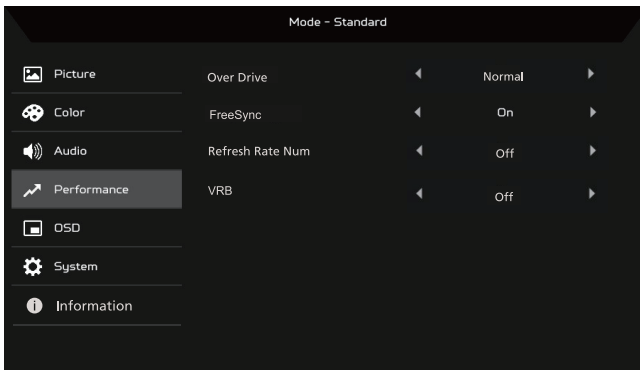 Mode - Standard
Picture
Over Drive Normal
Color
FreeSync On
Audio
Refresh Rate Num Off
Performance
VRB Off
OSD
System
Information